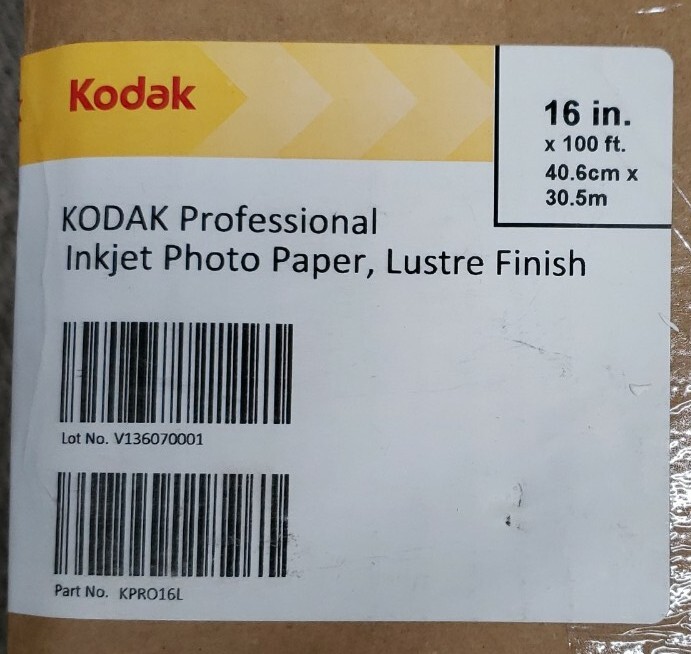 Kodak
16 in.
x 100 ft.
40.6cm x
30.5m
KODAK Professional
Inkjet Photo Paper, Lustre Finish
Lot No. V136070001
Part No. KPRO16L